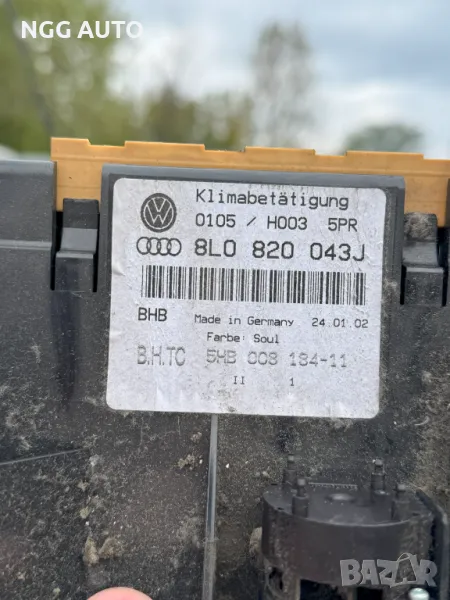 NGG AUTO
Klimabetätigung
0105 / H003 5PR
8L0 820 043J
BHB Made in Germany 24.01.02
Farbe: Soul
B.H.TC 5HB 008 184-11
II 1
BAZAR.bg